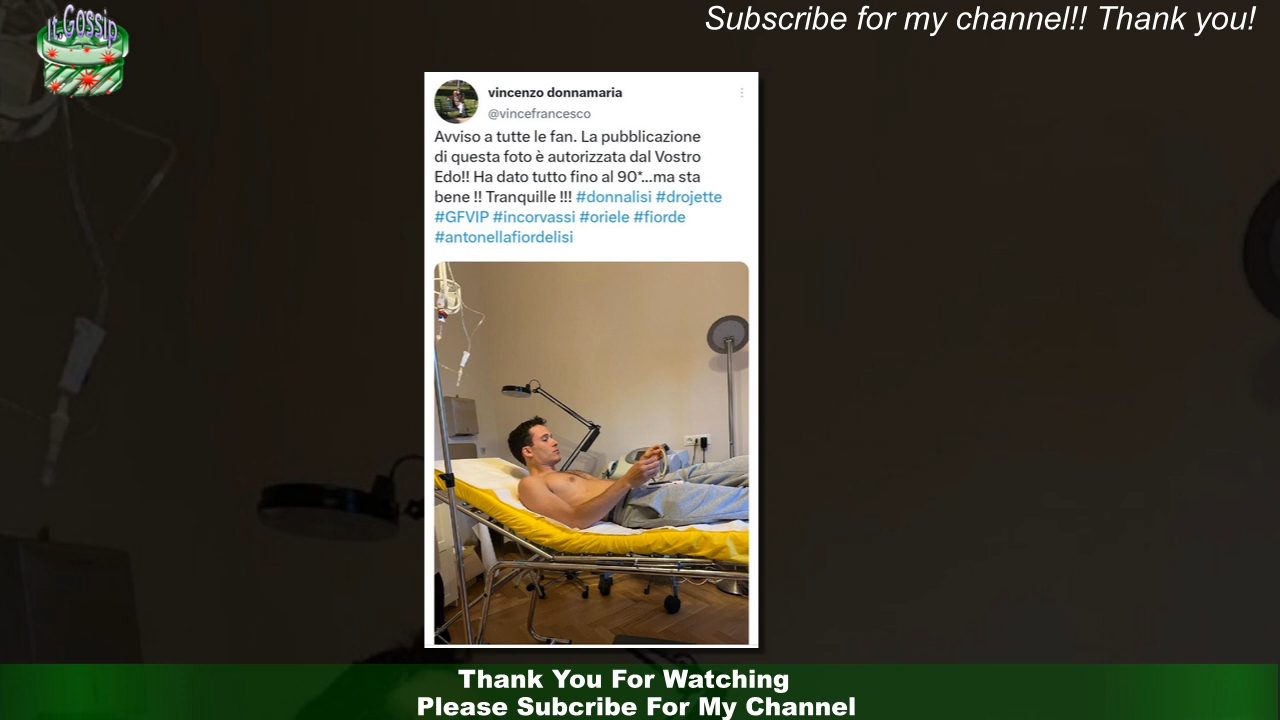 It.Gossip
Subscribe for my channel!! Thank you!
vincenzo donnamaria
@vincefrancesco
Avviso a tutte le fan. La pubblicazione
di questa foto è autorizzata dal Vostro
Edo!! Ha dato tutto fino al 90*...ma sta
bene !! Tranquille !!! #donnalisi #drojette
#GFVIP #incorvassi #oriele #fiorde
#antonellafiordelisi
Thank You For Watching
Please Subcribe For My Channel